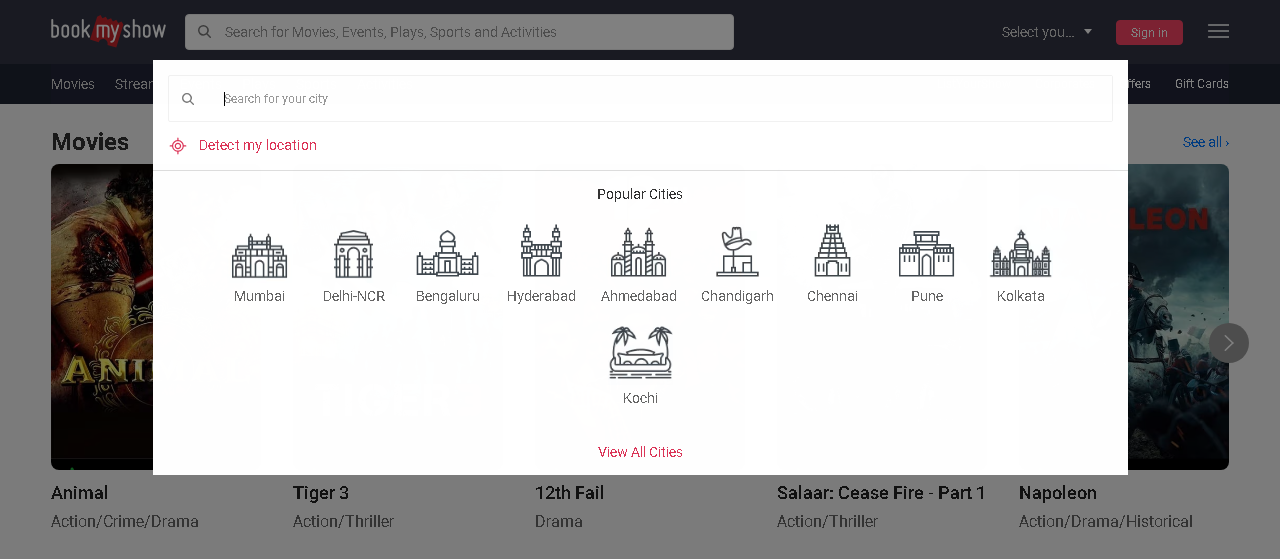 book my show
Search for Movies, Events, Plays, Sports and Activities
Select you...
Sign in
Movies
Strear
ffers
Gift Cards
Search for your city
Detect my location
Movies
See all ›
Popular Cities
Mumbai
Delhi-NCR
Bengaluru
Hyderabad
Ahmedabad
Chandigarh
Chennai
Pune
Kolkata
Kochi
View All Cities
ANI
LEON
Animal
Tiger 3
12th Fail
Salaar: Cease Fire - Part 1
Napoleon
Action/Crime/Drama
Action/Thriller
Drama
Action/Thriller
Action/Drama/Historical